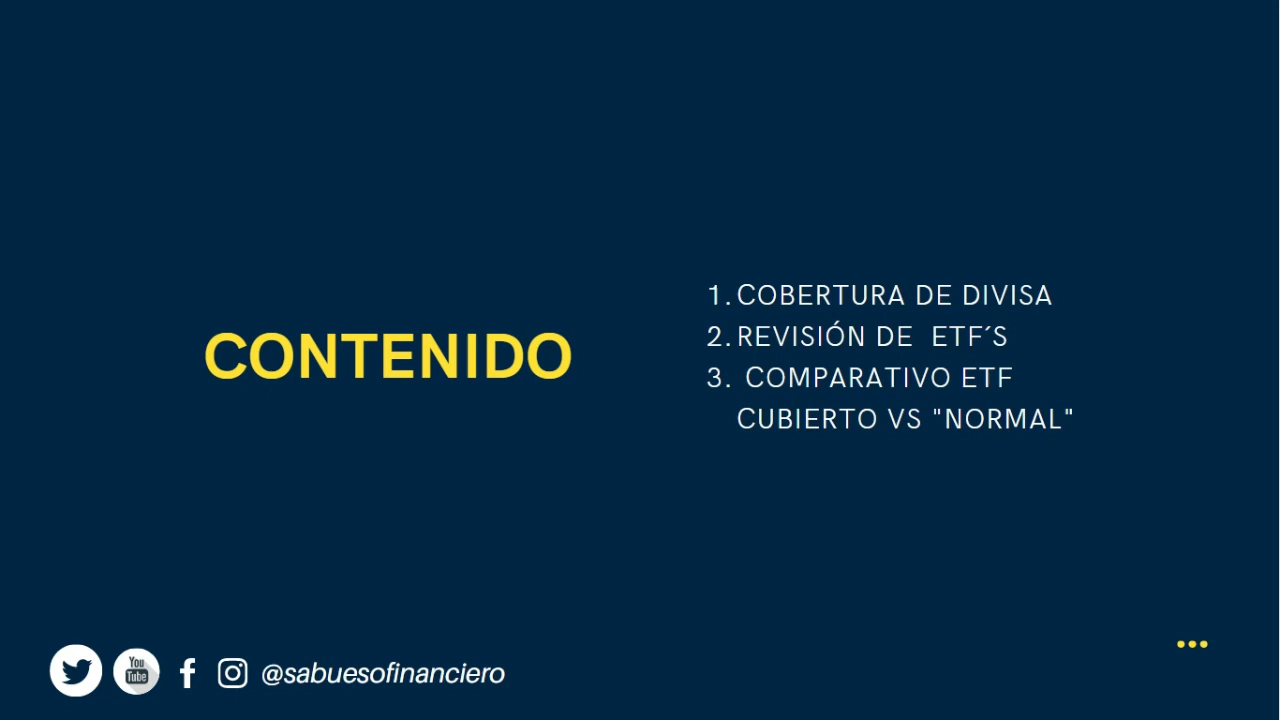 CONTENIDO
1. COBERTURA DE DIVISA
2. REVISIÓN DE  ETF´S
3.  COMPARATIVO ETF
CUBIERTO VS "NORMAL"
You
Tube
@sabuesofinanciero